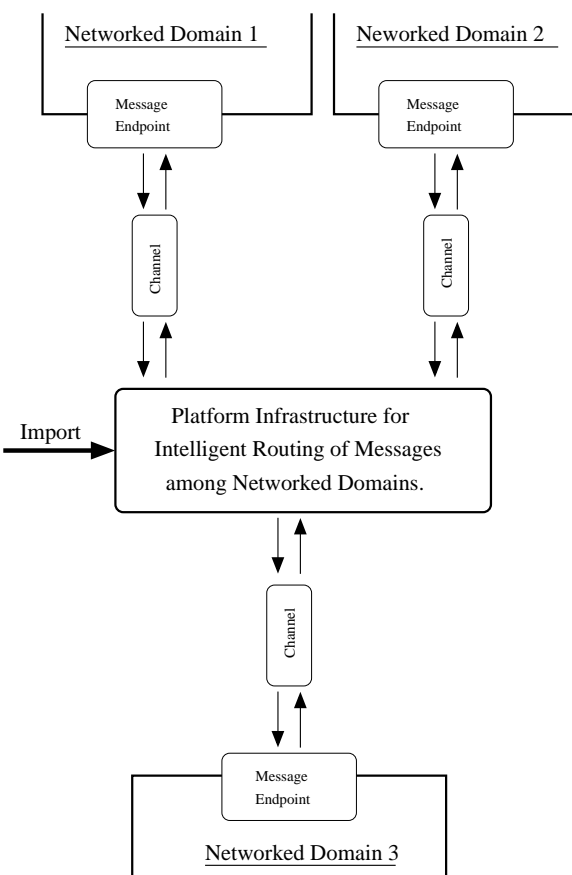 Networked Domain 1
Neworked Domain 2
Message
Endpoint
Message
Endpoint
Channel
Channel
Import
Platform Infrastructure for
Intelligent Routing of Messages
among Networked Domains.
Channel
Message
Endpoint
Networked Domain 3